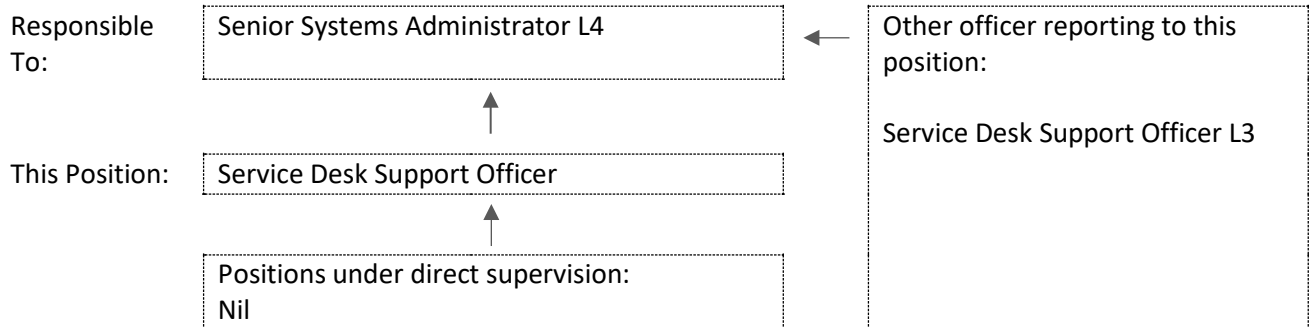 Responsible
To:
Senior Systems Administrator L4
Other officer reporting to this
position:
Service Desk Support Officer L3
This Position:
Service Desk Support Officer
Positions under direct supervision:
Nil